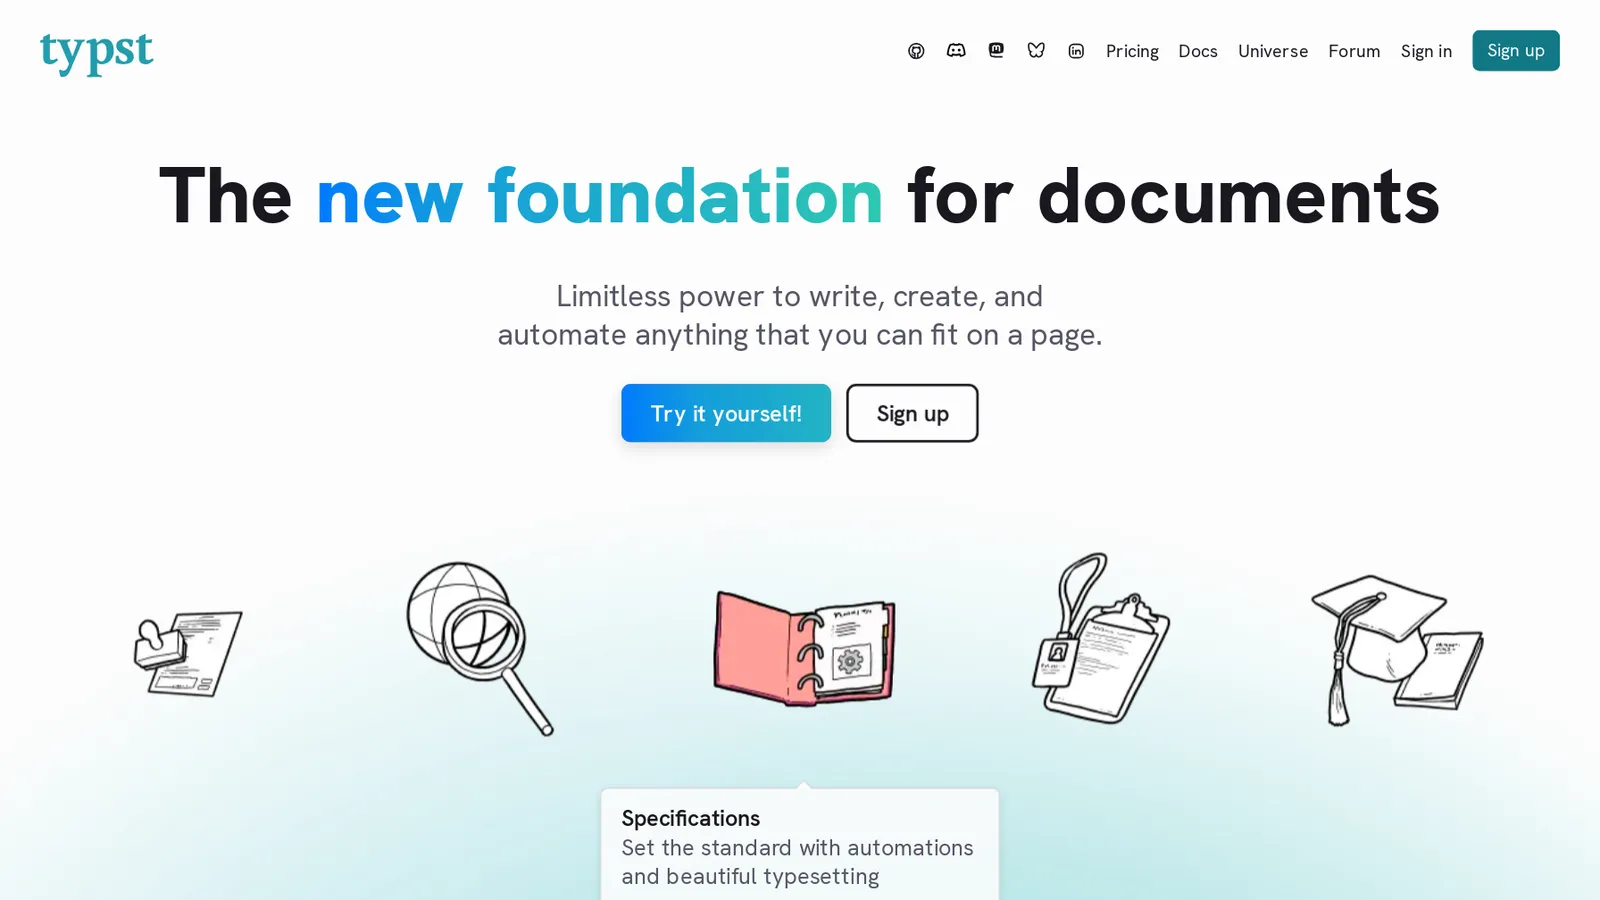 typst
Pricing
Docs
Universe
Forum
Sign in
Sign up
The new foundation for documents
Limitless power to write, create, and
automate anything that you can fit on a page.
Try it yourself!
Sign up
Specifications
Set the standard with automations
and beautiful typesetting